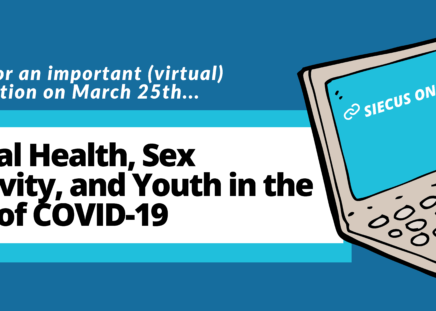 or an important (virtual)
tion on March 25th...
al Health, Sex
vity, and Youth in the
of COVID-19
SIECUS ON